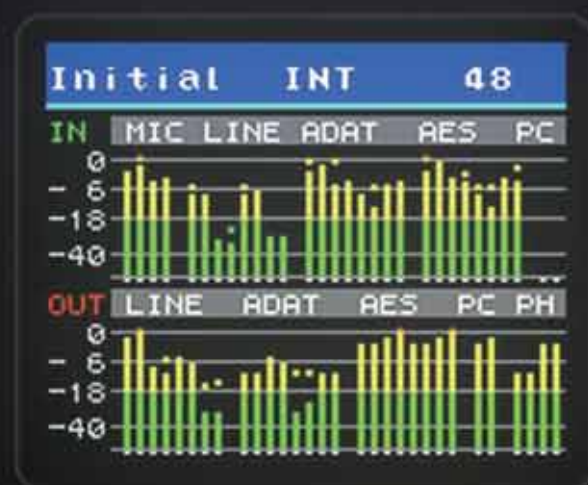 Initial INT 48
IN MIC LINE ADAT AES PC
0
- 6
-18
-40
OUT LINE ADAT AES PC PH
0
- 6
-18
-40